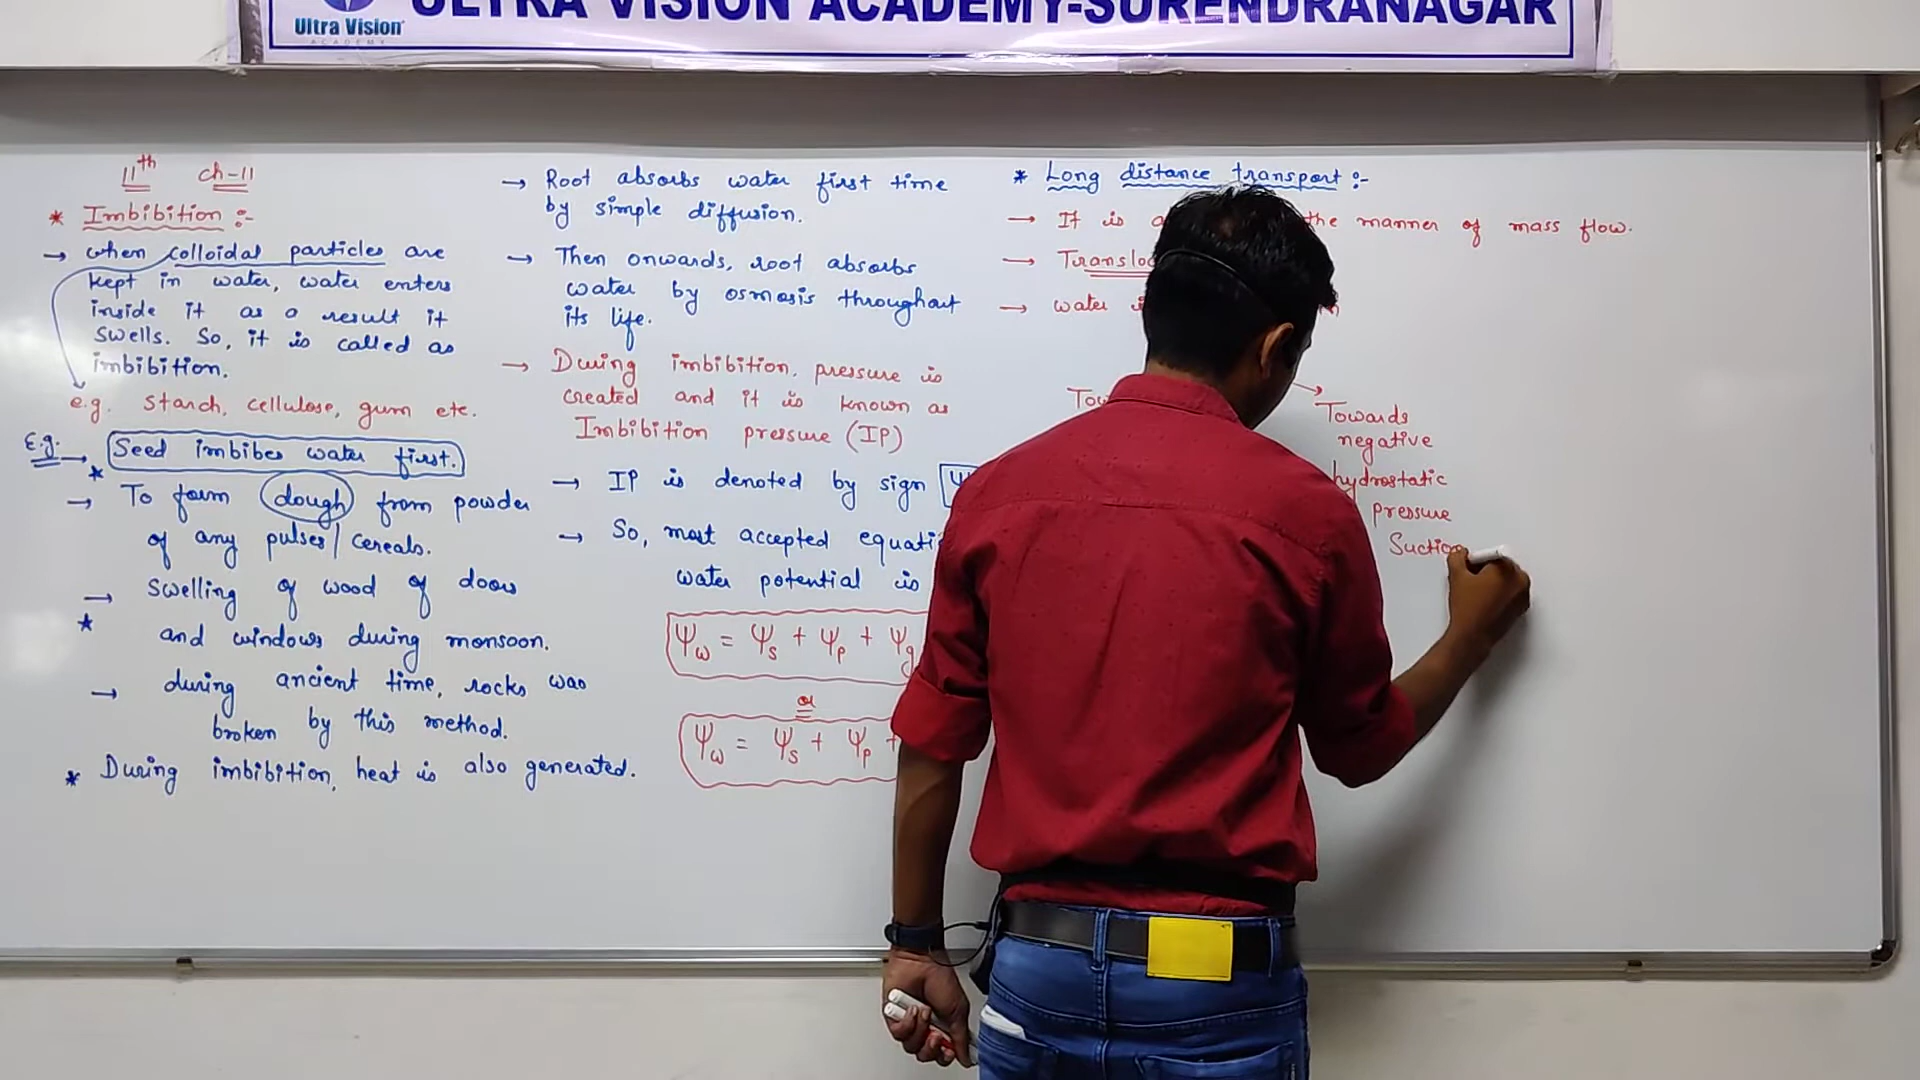 ULTRA VISION ACADEMY-SURENDRANAGAR
Ultra Vision
ACADEMY
11th ch-11
* Imbibition :-
→ when colloidal particles are
kept in water, water enters
inside it as a result it
swells. So, it is called as
imbibition.
e.g. starch, cellulose, gum etc.
E.g. → Seed imbibes water first.
*
→ To form dough from powder
of any pulses/cereals.
→ swelling of wood of doors
* and windows during monsoon.
→ during ancient time, rocks was
broken by this method.
* During imbibition, heat is also generated.
→ Root absorbs water first time
by simple diffusion.
→ Then onwards, root absorbs
water by osmosis throughout
its life.
→ During imbibition, pressure is
created and it is known as
Imbibition pressure (IP)
→ IP is denoted by sign
→ So, most accepted
water potential is
Ψw = Ψs + Ψp + Ψg
or
Ψw = Ψs + Ψp +
* Long distance transport :-
→ It is the manner of mass flow.
→
→ water
Towards
negative
hydrostatic
pressure
Suction